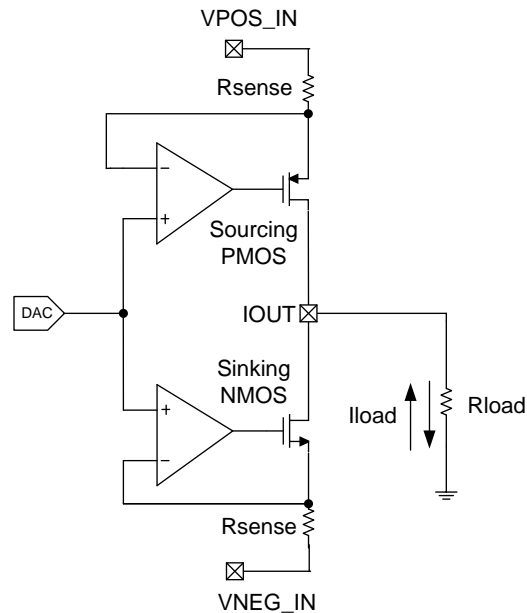 VPOS_IN
Rsense
−
+
Sourcing
PMOS
DAC
IOUT
Sinking
NMOS
Iload
Rload
+
−
Rsense
VNEG_IN